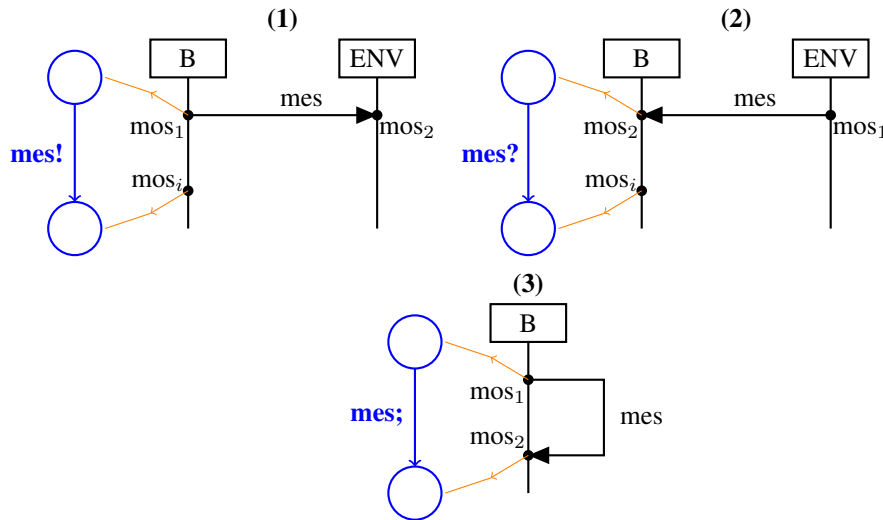 (1)
(2)
B
ENV
B
ENV
mes
mes
mos₁
mos₂
mos₂
mos₁
mes!
mes?
mosᵢ
mosᵢ
(3)
B
mos₁
mes;
mes
mos₂